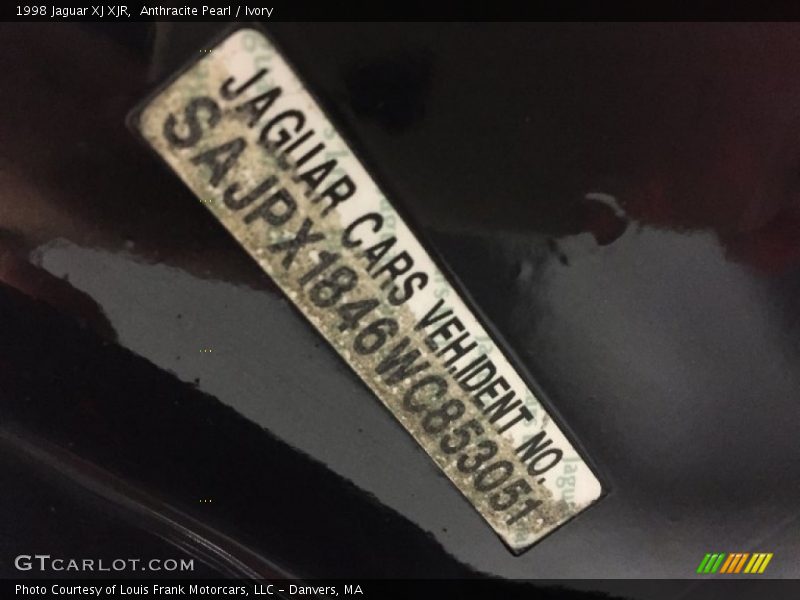 1998 Jaguar XJ XJR,  Anthracite Pearl / Ivory
JAGUAR CARS VEH.IDENT NO.
SAJPX1846WC853051
GTCARLOT.COM
Photo Courtesy of Louis Frank Motorcars, LLC – Danvers, MA